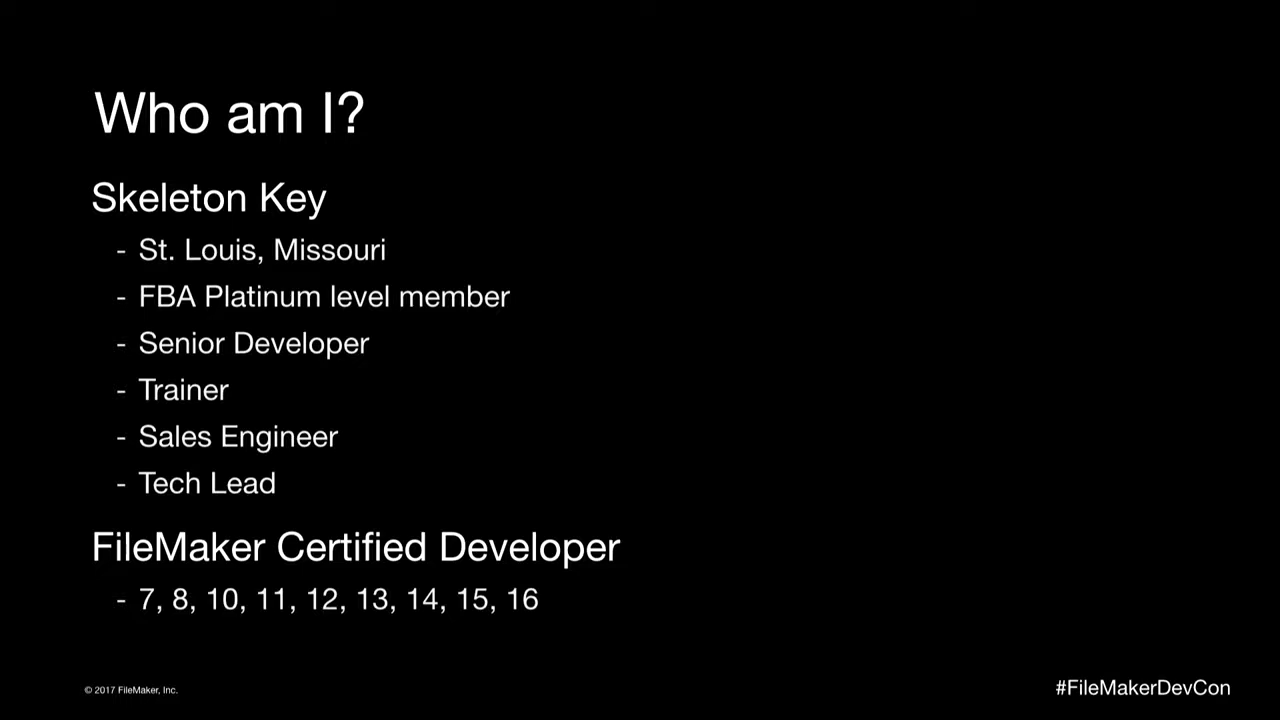 Who am I?
Skeleton Key
- St. Louis, Missouri
- FBA Platinum level member
- Senior Developer
- Trainer
- Sales Engineer
- Tech Lead
FileMaker Certified Developer
- 7, 8, 10, 11, 12, 13, 14, 15, 16
© 2017 FileMaker, Inc.
#FileMakerDevCon